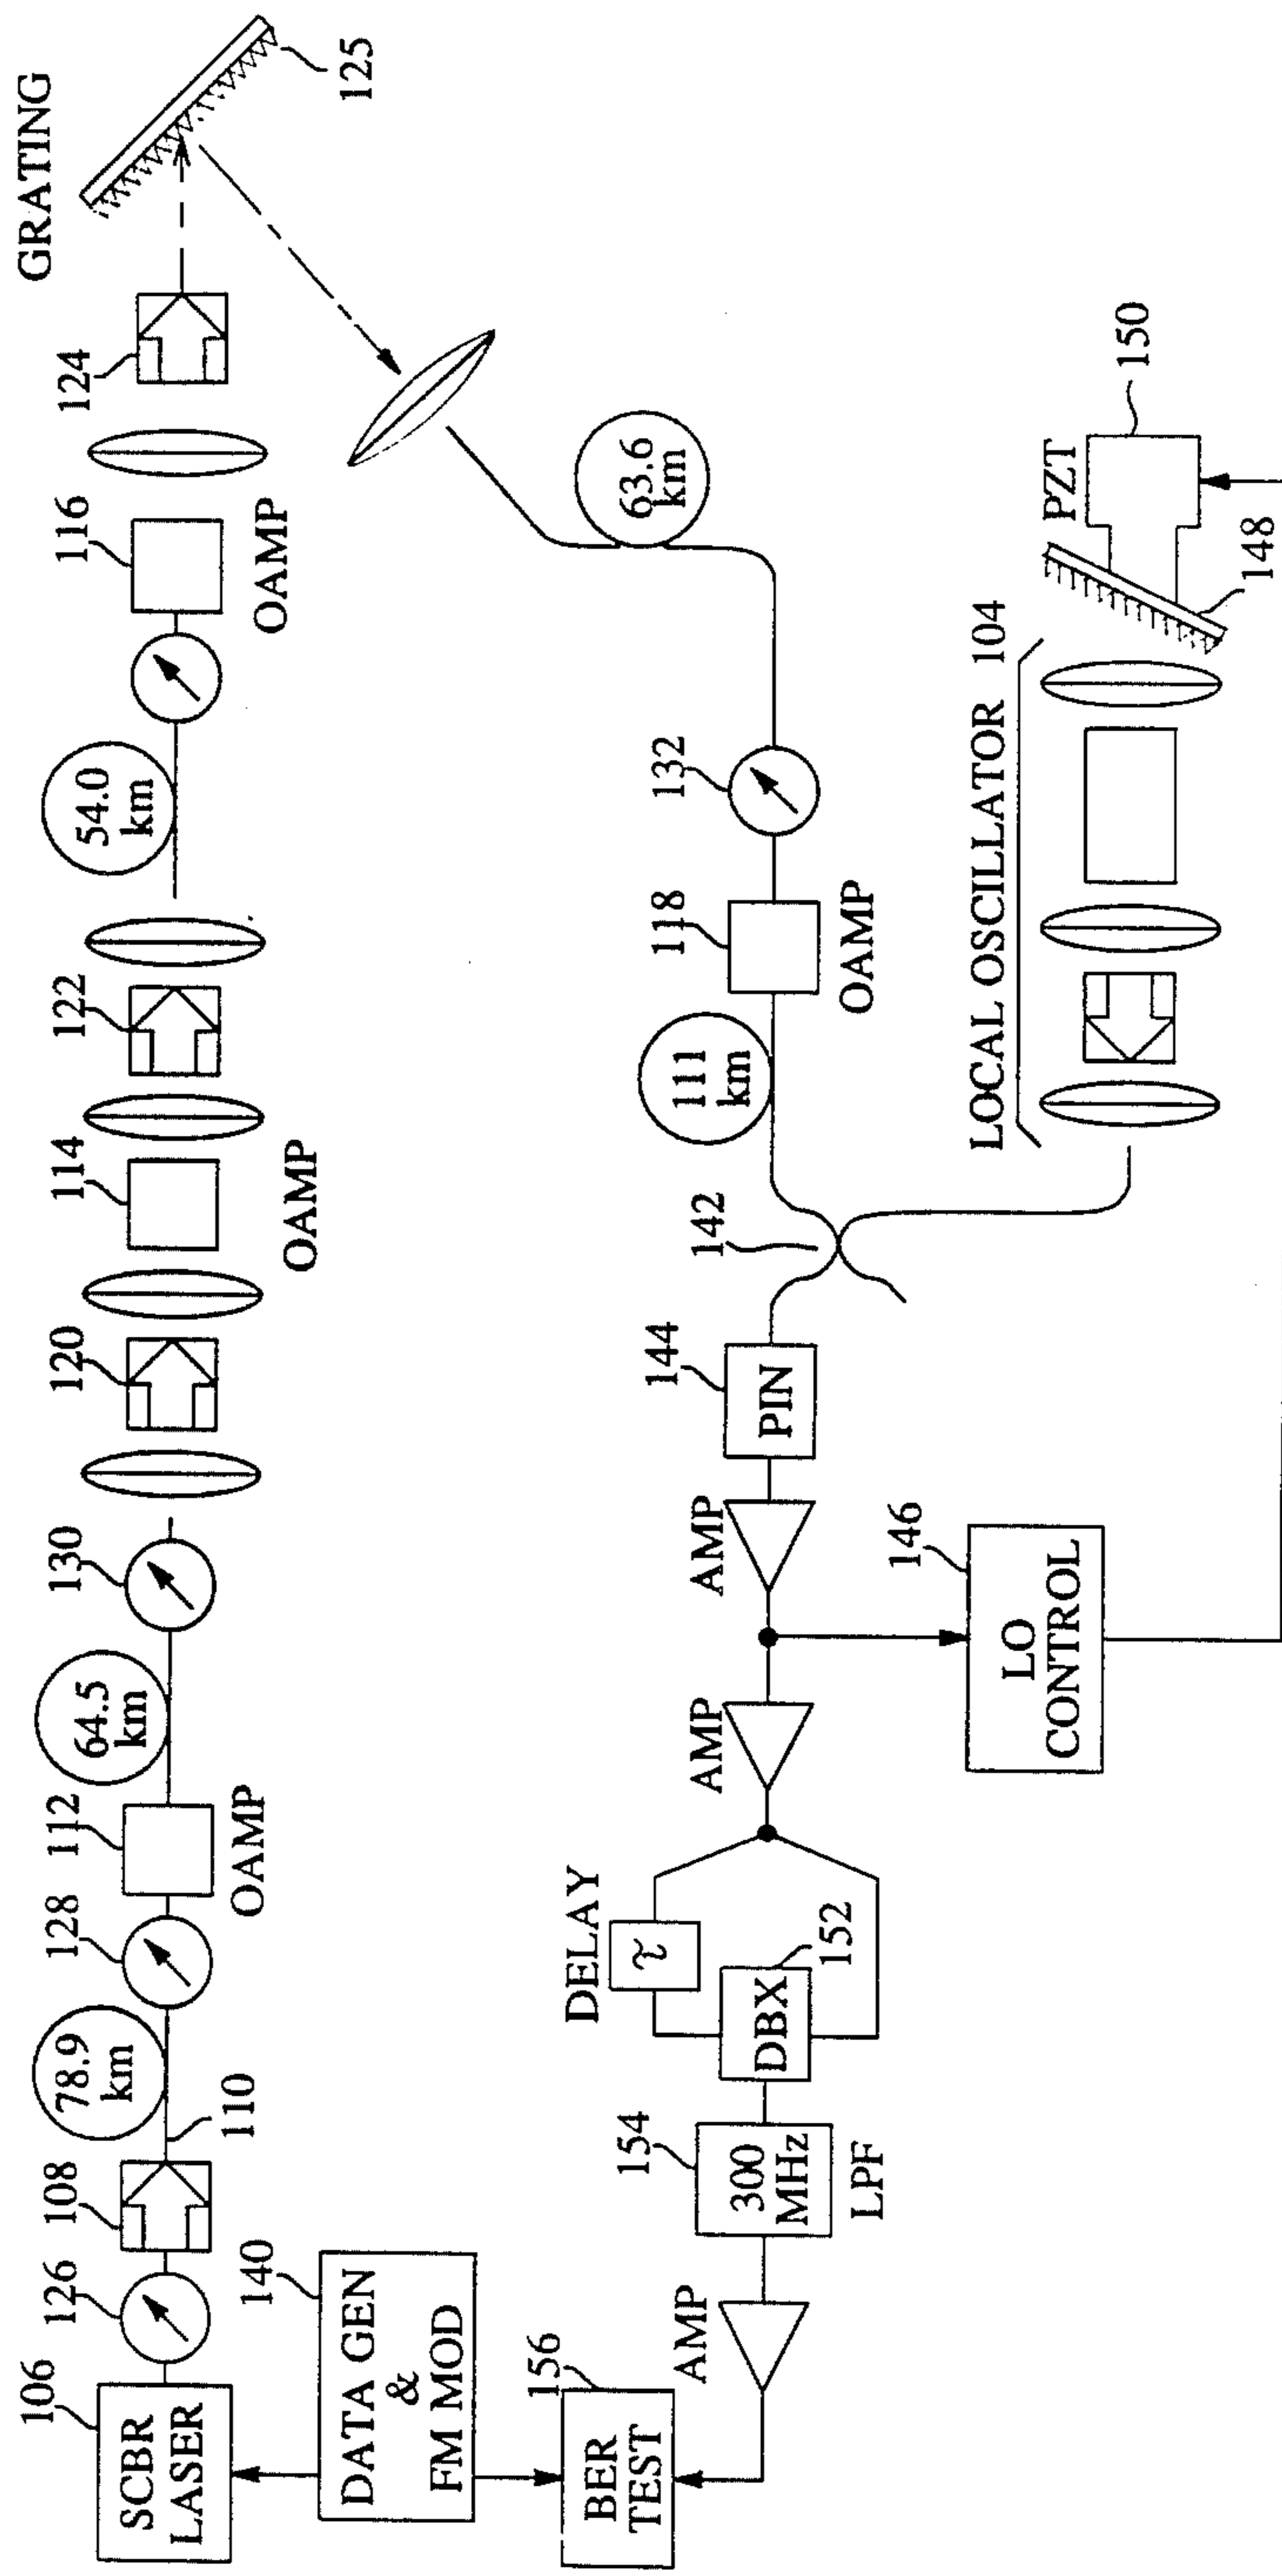 GRATING
125
124
116
OAMP
54.0
km
122
114
OAMP
120
130
64.5
km
112
OAMP
128
78.9
km
110
108
126
106
SCBR
LASER
63.6
km
132
118
OAMP
111
km
142
144
PIN
AMP
AMP
DELAY
τ
DBX
152
154
300
MHz
LPF
AMP
140
DATA GEN
&
FM MOD
156
BER
TEST
146
LO
CONTROL
LOCAL OSCILLATOR 104
PZT
150
148